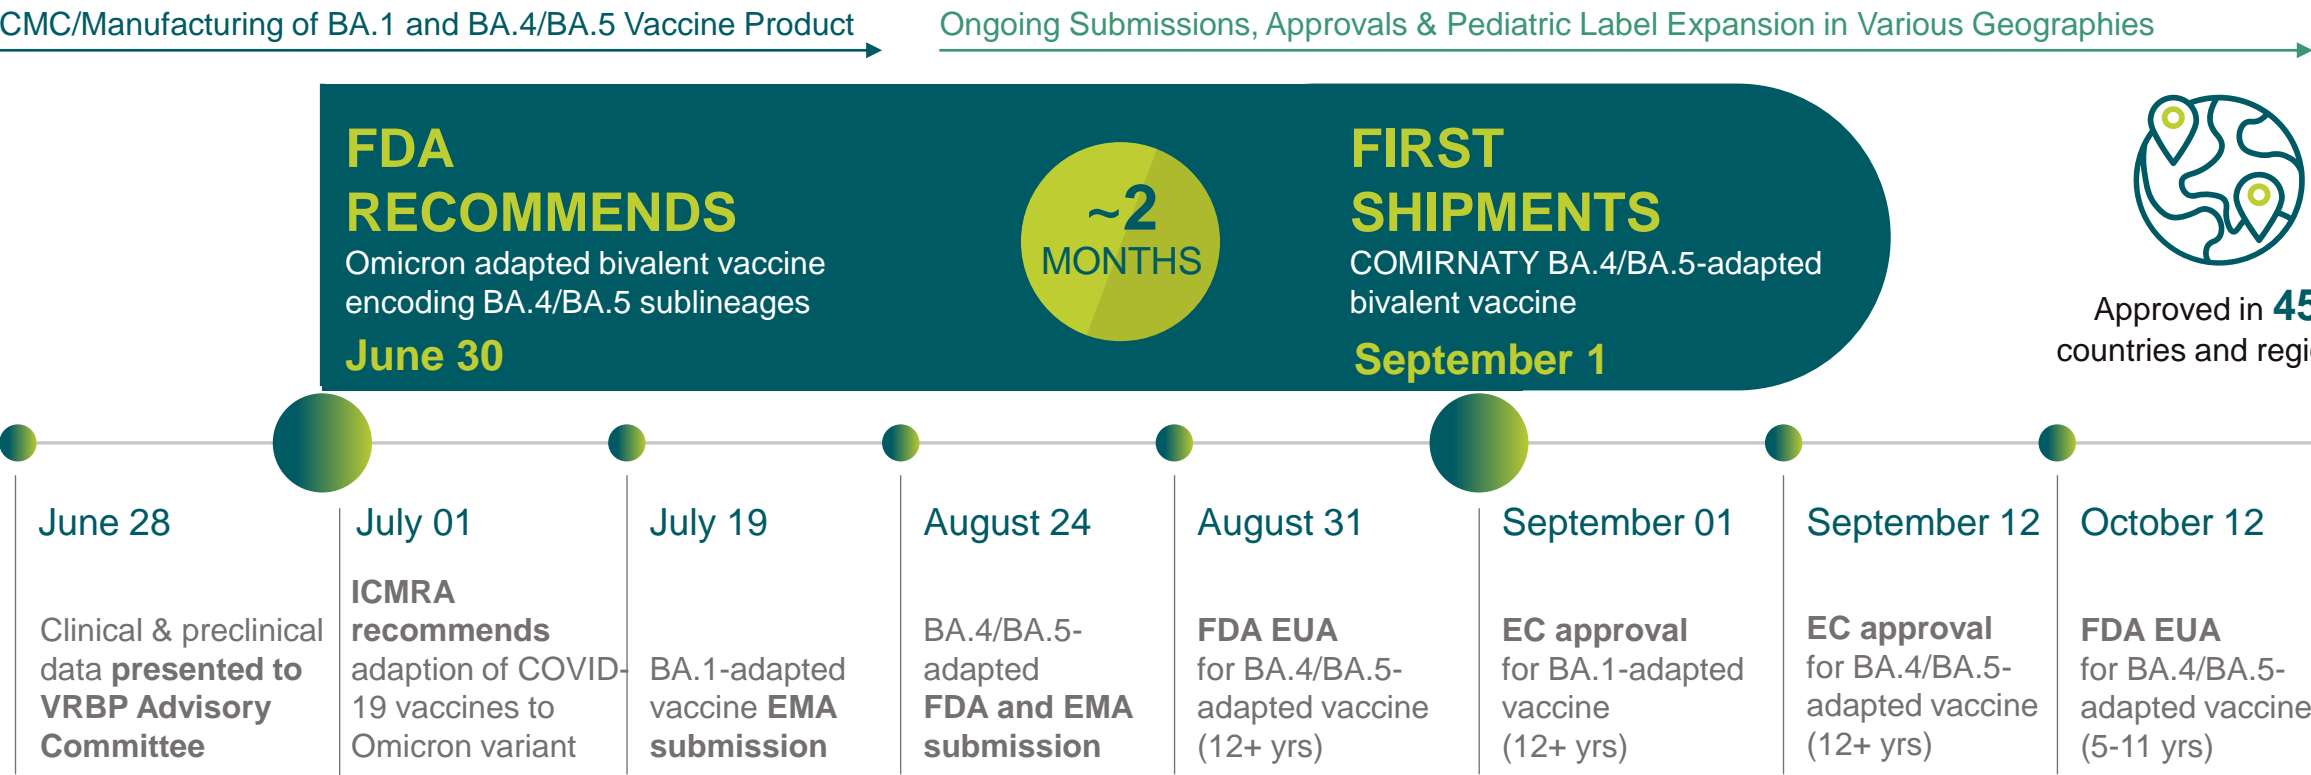 CMC/Manufacturing of BA.1 and BA.4/BA.5 Vaccine Product
Ongoing Submissions, Approvals & Pediatric Label Expansion in Various Geographies
FDA
RECOMMENDS
Omicron adapted bivalent vaccine
encoding BA.4/BA.5 sublineages
June 30
~2
MONTHS
FIRST
SHIPMENTS
COMIRNATY BA.4/BA.5-adapted
bivalent vaccine
September 1
Approved in 45
countries and regi
June 28
Clinical & preclinical
data presented to
VRBP Advisory
Committee
July 01
ICMRA
recommends
adaption of COVID-
19 vaccines to
Omicron variant
July 19
BA.1-adapted
vaccine EMA
submission
August 24
BA.4/BA.5-
adapted
FDA and EMA
submission
August 31
FDA EUA
for BA.4/BA.5-
adapted vaccine
(12+ yrs)
September 01
EC approval
for BA.1-adapted
vaccine
(12+ yrs)
September 12
EC approval
for BA.4/BA.5-
adapted vaccine
(12+ yrs)
October 12
FDA EUA
for BA.4/BA.5-
adapted vaccine
(5-11 yrs)